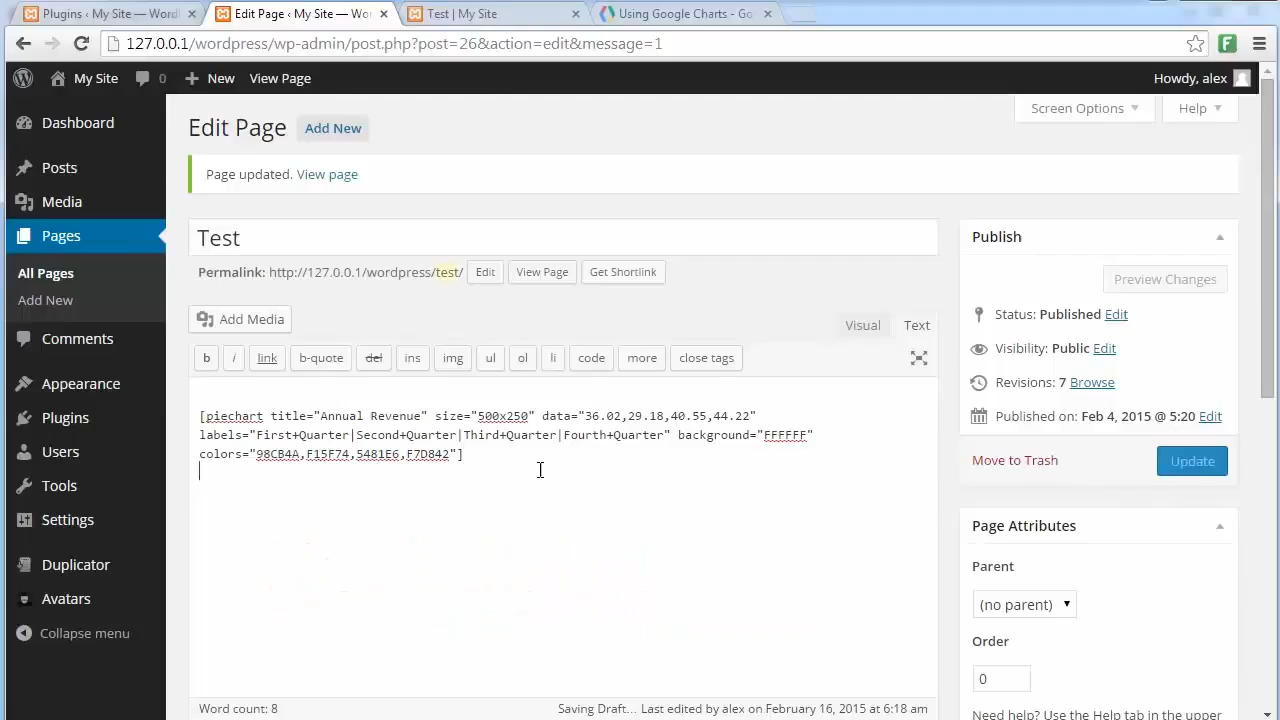 Plugins ‹ My Site — Word
Edit Page ‹ My Site — Wor
Test | My Site
Using Google Charts - Go
127.0.0.1/wordpress/wp-admin/post.php?post=26&action=edit&message=1
My Site
0
New
View Page
Howdy, alex
Dashboard
Posts
Media
Pages
All Pages
Add New
Comments
Appearance
Plugins
Users
Tools
Settings
Duplicator
Avatars
Collapse menu
Screen Options
Help
Edit Page
Add New
Page updated. View page
Test
Permalink: http://127.0.0.1/wordpress/test/
Edit
View Page
Get Shortlink
Add Media
Visual
Text
b
i
link
b-quote
del
ins
img
ul
ol
li
code
more
close tags
[piechart title="Annual Revenue" size="500x250" data="36.02,29.18,40.55,44.22"
labels="First+Quarter|Second+Quarter|Third+Quarter|Fourth+Quarter" background="FFFFFF"
colors="98CB4A,F15F74,5481E6,F7D842"]
Word count: 8
Saving Draft… Last edited by alex on February 16, 2015 at 6:18 am
Publish
Preview Changes
Status: Published Edit
Visibility: Public Edit
Revisions: 7 Browse
Published on: Feb 4, 2015 @ 5:20 Edit
Move to Trash
Update
Page Attributes
Parent
(no parent)
Order
0
Need help? Use the Help tab in the upper